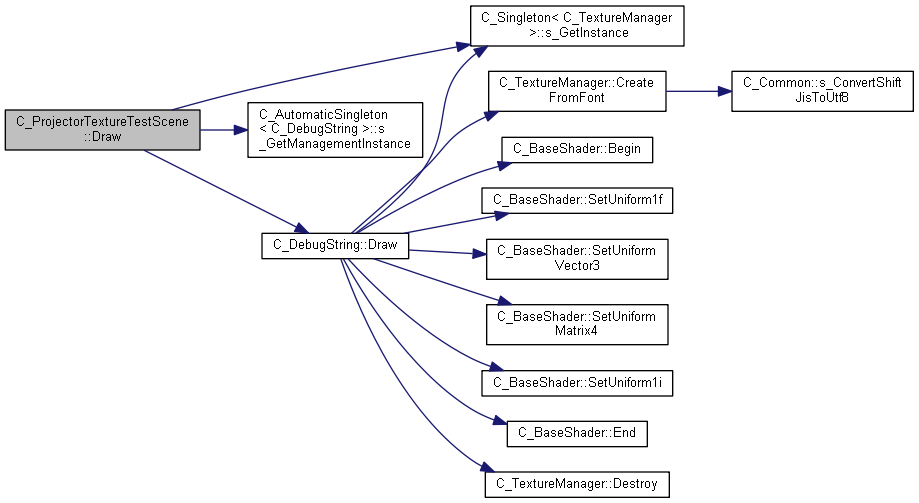 C_ProjectorTextureTestScene
::Draw
C_Singleton< C_TextureManager
>::s_GetInstance
C_AutomaticSingleton
< C_DebugString >::s
_GetManagementInstance
C_DebugString::Draw
C_TextureManager::Create
FromFont
C_Common::s_ConvertShift
JisToUtf8
C_BaseShader::Begin
C_BaseShader::SetUniform1f
C_BaseShader::SetUniform
Vector3
C_BaseShader::SetUniform
Matrix4
C_BaseShader::SetUniform1i
C_BaseShader::End
C_TextureManager::Destroy